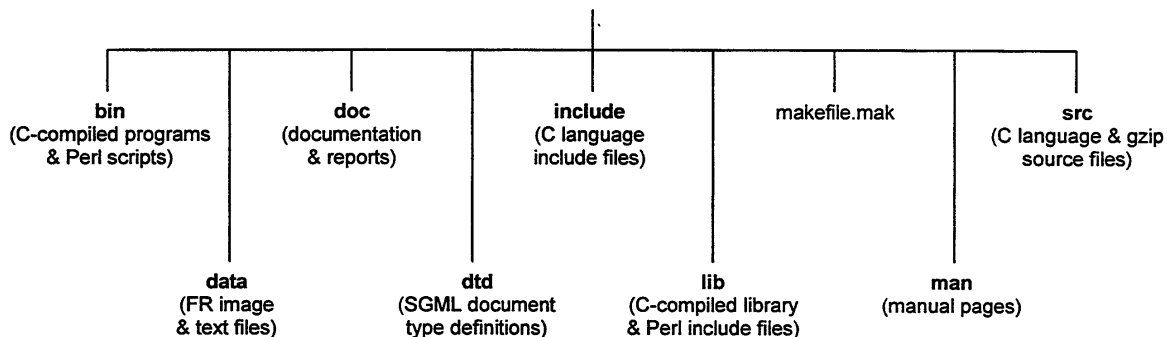 bin
(C-compiled programs
& Perl scripts)
doc
(documentation
& reports)
include
(C language
include files)
makefile.mak
src
(C language & gzip
source files)
data
(FR image
& text files)
dtd
(SGML document
type definitions)
lib
(C-compiled library
& Perl include files)
man
(manual pages)